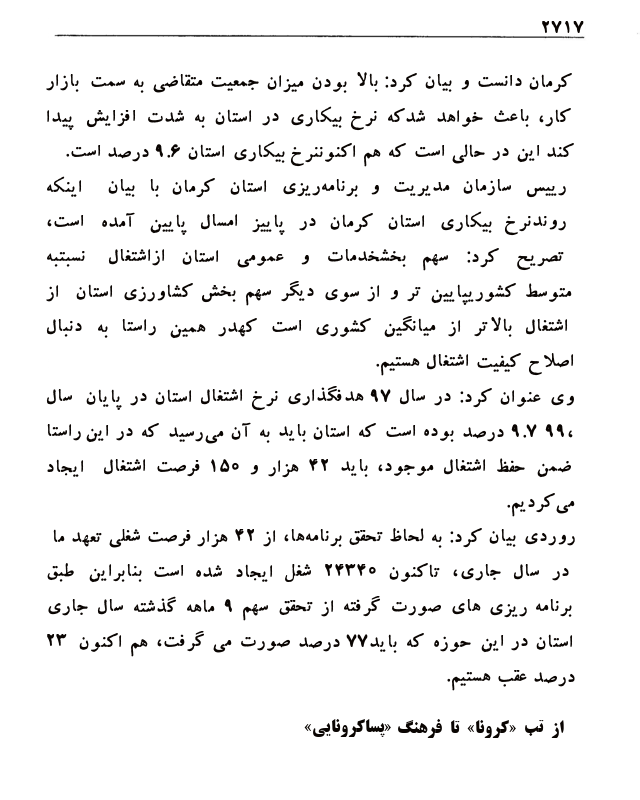 ۲۷۱۷
کرمان دانست و بیان کرد: بالا بودن میزان جمعیت متقاضی به سمت بازار
کار، باعث خواهد شدکه نرخ بیکاری در استان به شدت افزایش پیدا
کند این در حالی است که هم اکنوننرخ بیکاری استان ۹.۶ درصد است.
رییس سازمان مدیریت و برنامه‌ریزی استان کرمان با بیان اینکه
روندنرخ بیکاری استان کرمان در پاییز امسال پایین آمده است،
تصریح کرد: سهم بخشخدمات و عمومی استان ازاشتغال نسبتبه
متوسط کشوریپایین تر و از سوی دیگر سهم بخش کشاورزی استان از
اشتغال بالاتر از میانگین کشوری است کهدر همین راستا به دنبال
اصلاح کیفیت اشتغال هستیم.
وی عنوان کرد: در سال ۹۷ هدفگذاری نرخ اشتغال استان در پایان سال
۹۹، ۹.۷ درصد بوده است که استان باید به آن می‌رسید که در این راستا
ضمن حفظ اشتغال موجود، باید ۴۲ هزار و ۱۵۰ فرصت اشتغال ایجاد
می‌کردیم.
روردی بیان کرد: به لحاظ تحقق برنامه‌ها، از ۴۲ هزار فرصت شغلی تعهد ما
در سال جاری، تاکنون ۲۴۳۴۰ شغل ایجاد شده است بنابراین طبق
برنامه ریزی های صورت گرفته از تحقق سهم ۹ ماهه گذشته سال جاری
استان در این حوزه که باید۷۷ درصد صورت می گرفت، هم اکنون ۲۳
درصد عقب هستیم.
از تب «کرونا» تا فرهنگ «پساکرونایی»